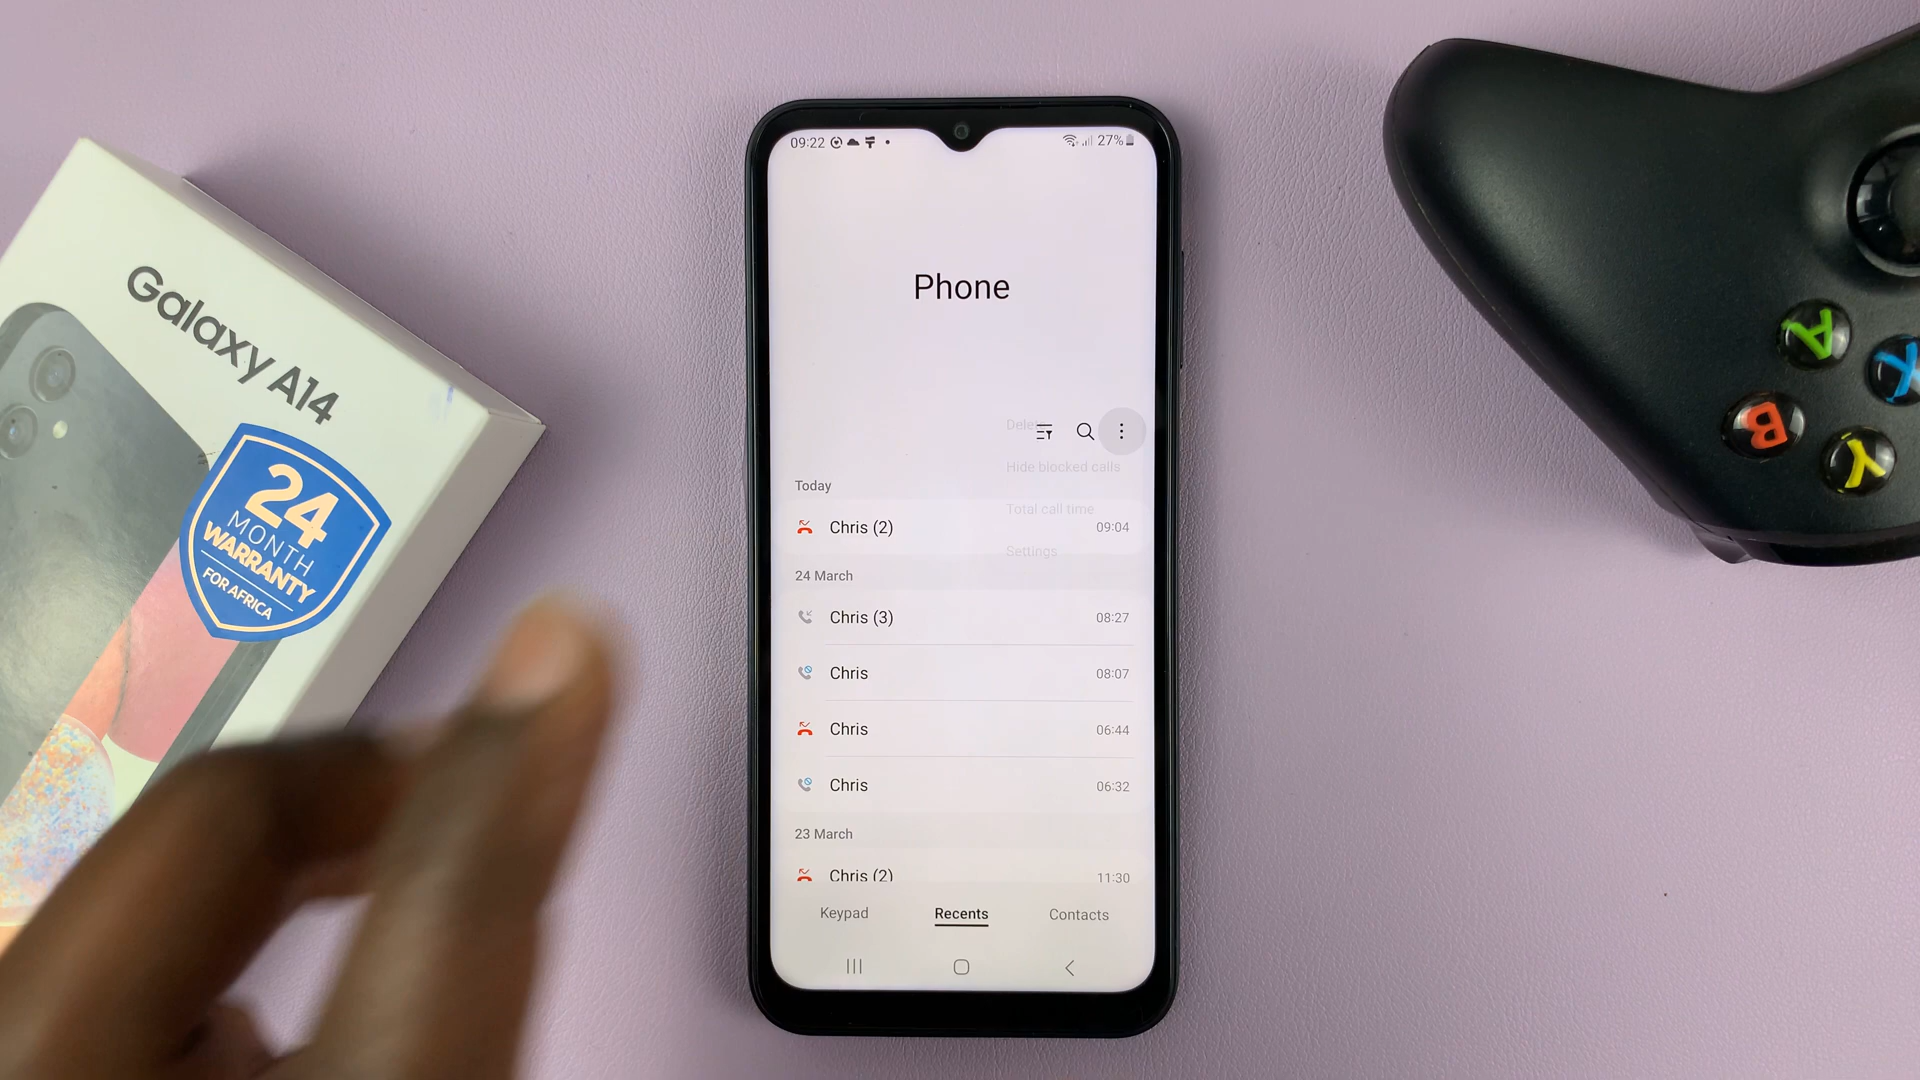 Galaxy A14
24
MONTH
WARRANTY
FOR AFRICA
09:22
27%
Phone
Delete
Hide blocked calls
Total call time
Settings
Today
Chris (2) 09:04
24 March
Chris (3) 08:27
Chris 08:07
Chris 06:44
Chris 06:32
23 March
Chris (2) 11:30
Keypad Recents Contacts
A
X
B
Y